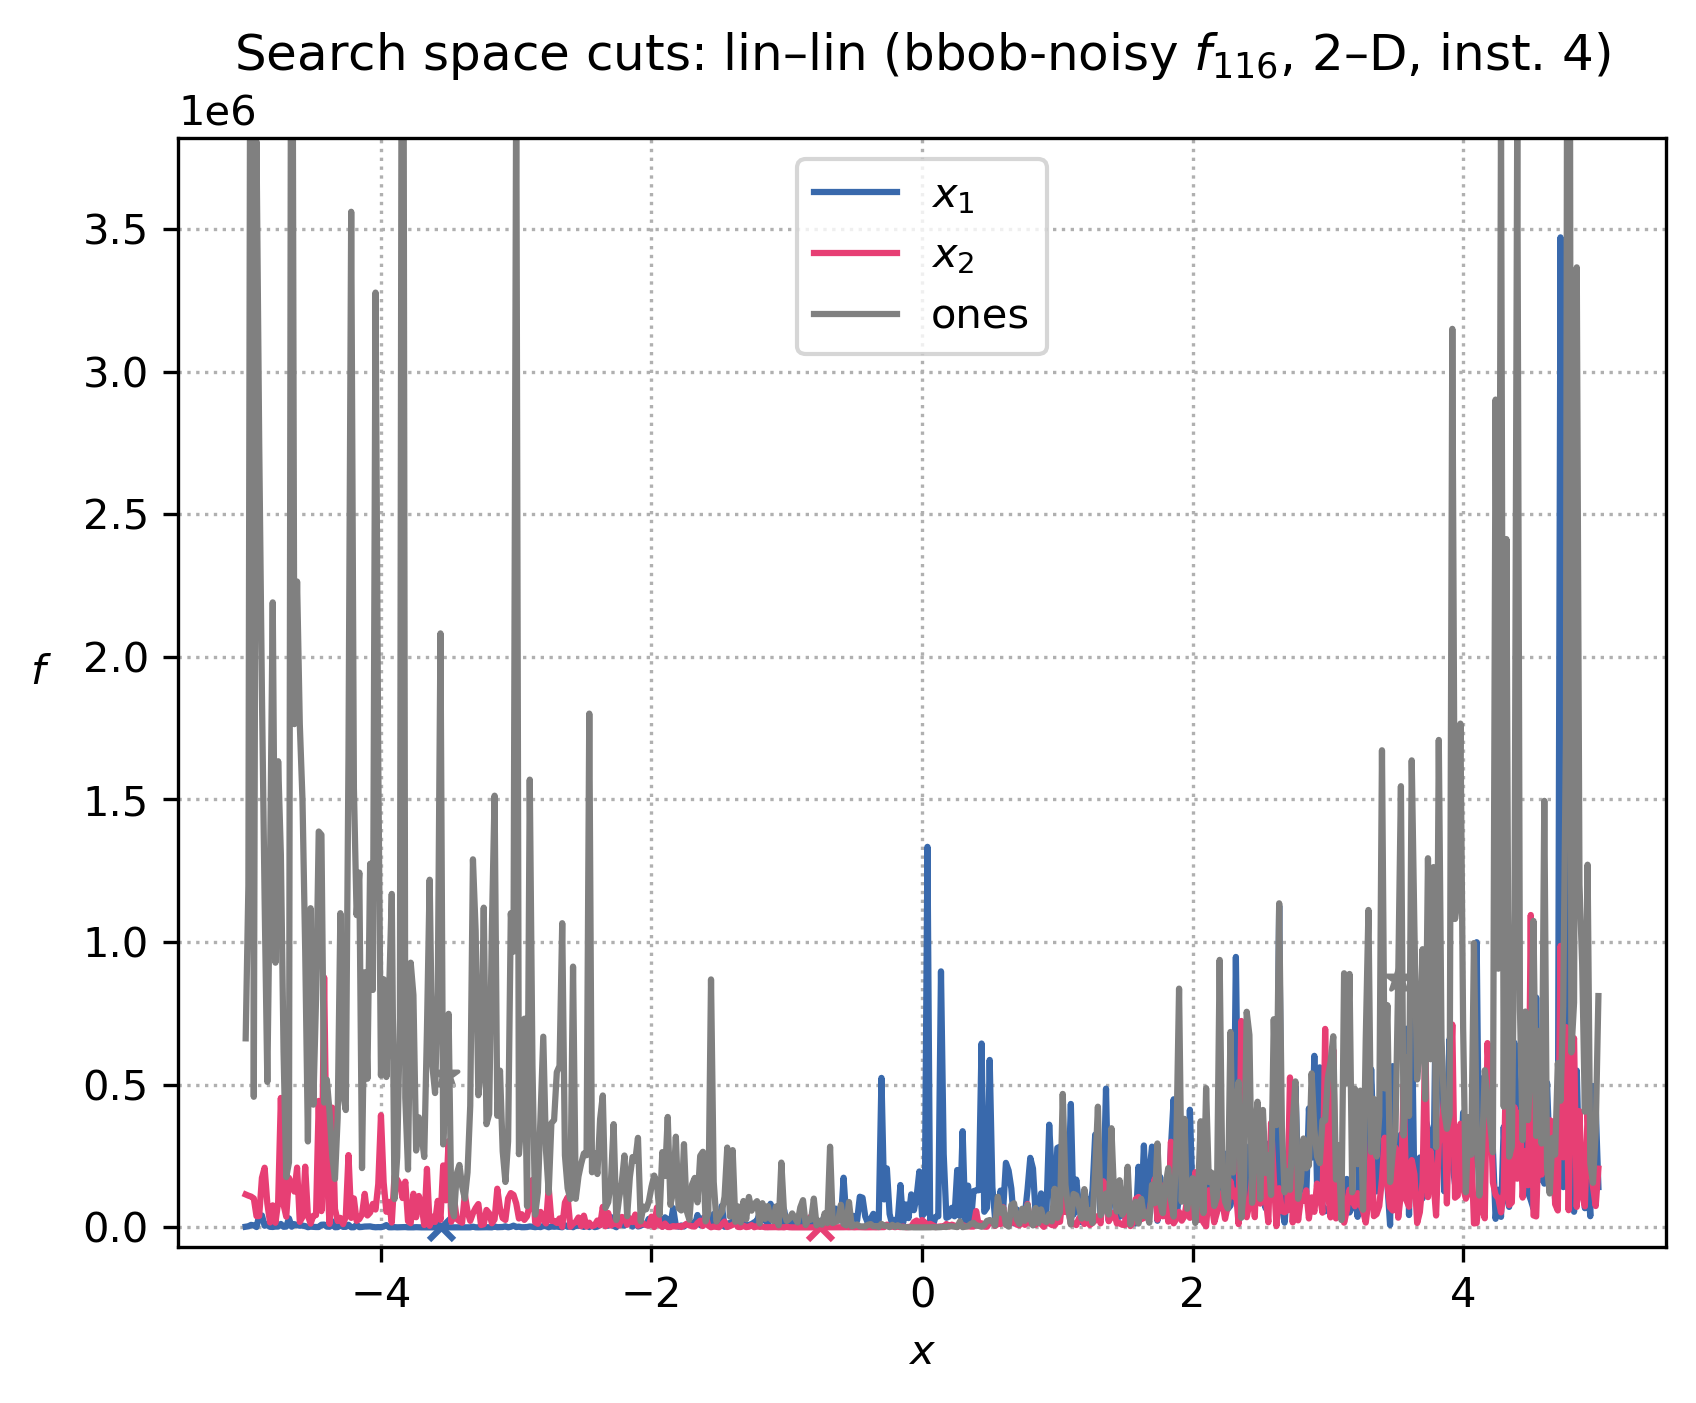 Search space cuts: lin–lin (bbob-noisy f₁₁₆, 2–D, inst. 4)
1e6
x₁
x₂
ones
3.5
3.0
2.5
2.0
1.5
1.0
0.5
0.0
f
−4 −2 0 2 4
x